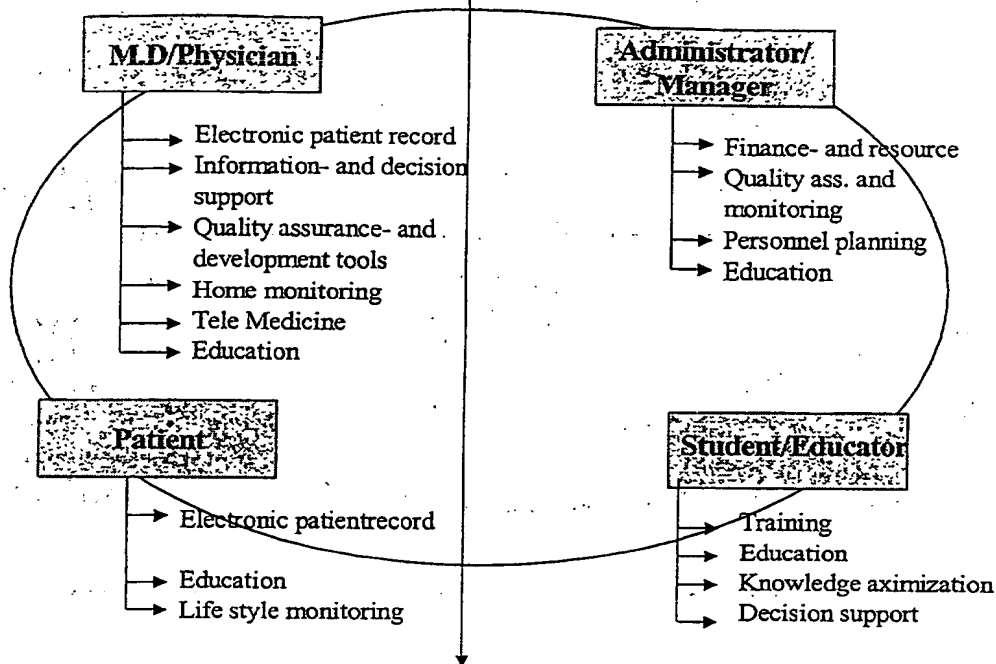 M.D/Physician
Electronic patient record
Information- and decision
support
Quality assurance- and
development tools
Home monitoring
Tele Medicine
Education
Administrator/
Manager
Finance- and resource
Quality ass. and
monitoring
Personnel planning
Education
Patient
Electronic patientrecord
Education
Life style monitoring
Student/Educator
Training
Education
Knowledge aximization
Decision support